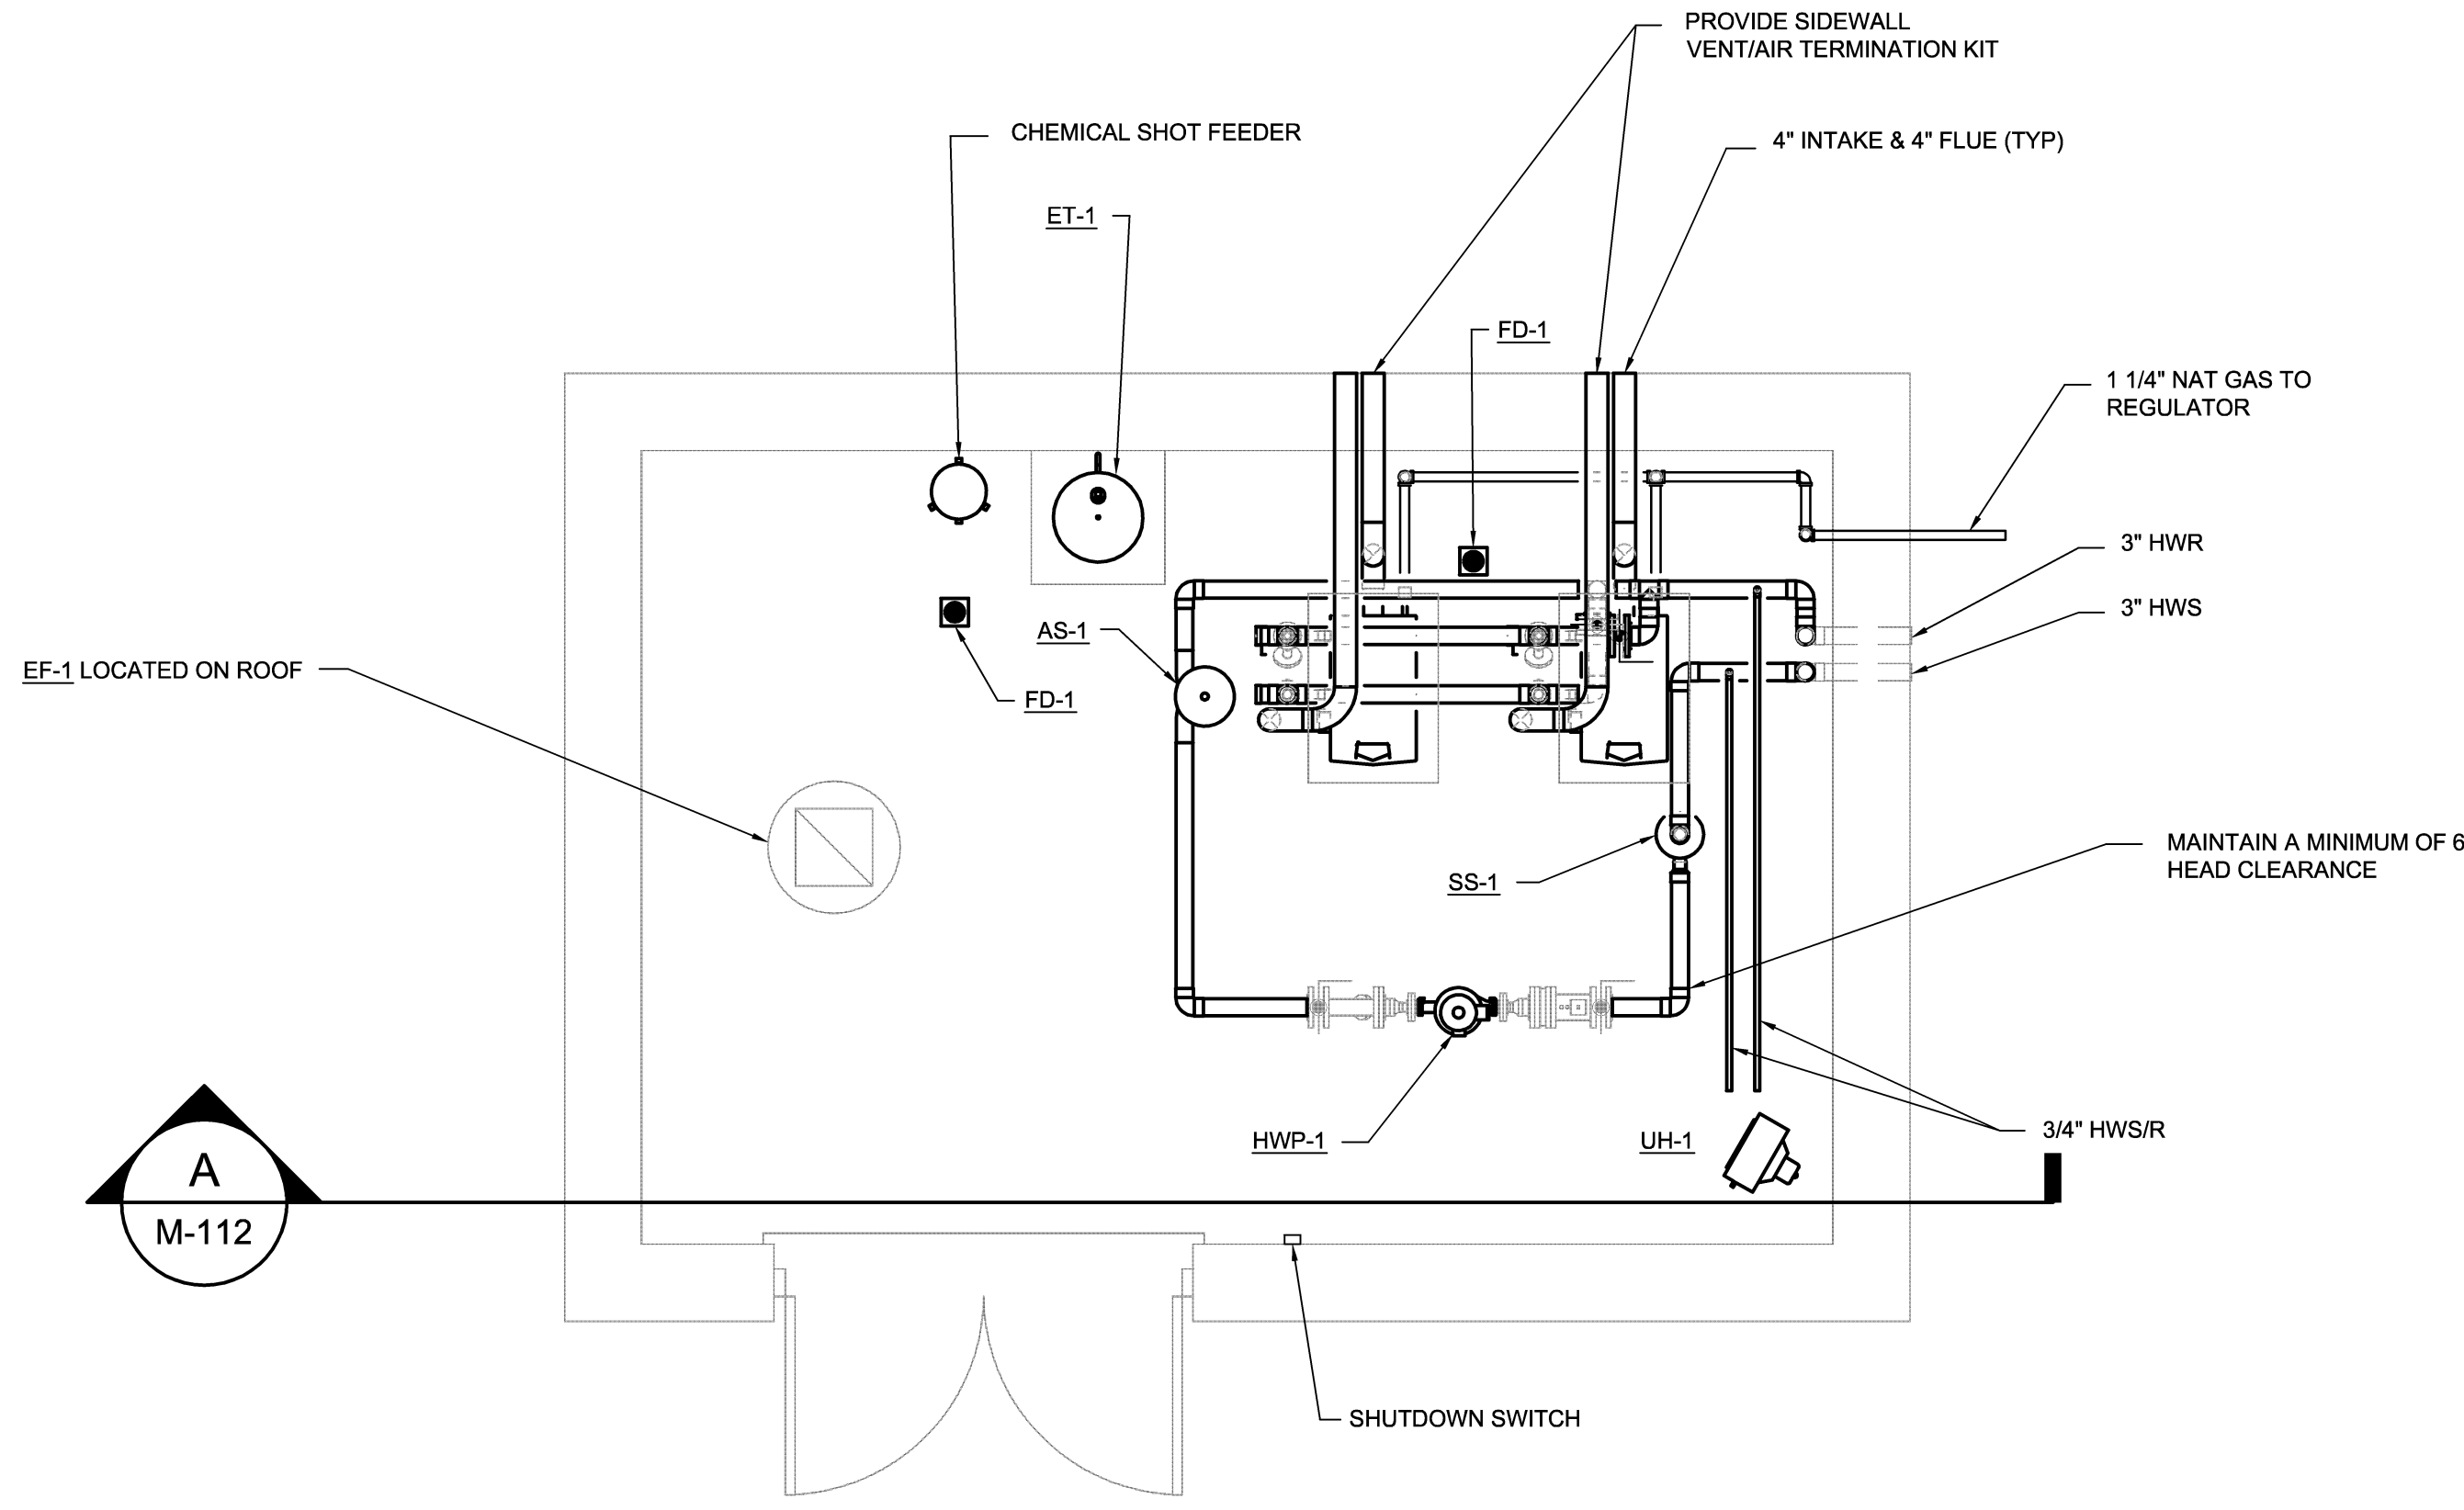 PROVIDE SIDEWALL
VENT/AIR TERMINATION KIT
CHEMICAL SHOT FEEDER
4" INTAKE & 4" FLUE (TYP)
ET-1
FD-1
1 1/4" NAT GAS TO
REGULATOR
3" HWR
3" HWS
AS-1
EF-1 LOCATED ON ROOF
FD-1
MAINTAIN A MINIMUM OF 6
HEAD CLEARANCE
SS-1
HWP-1
UH-1
3/4" HWS/R
A
M-112
SHUTDOWN SWITCH